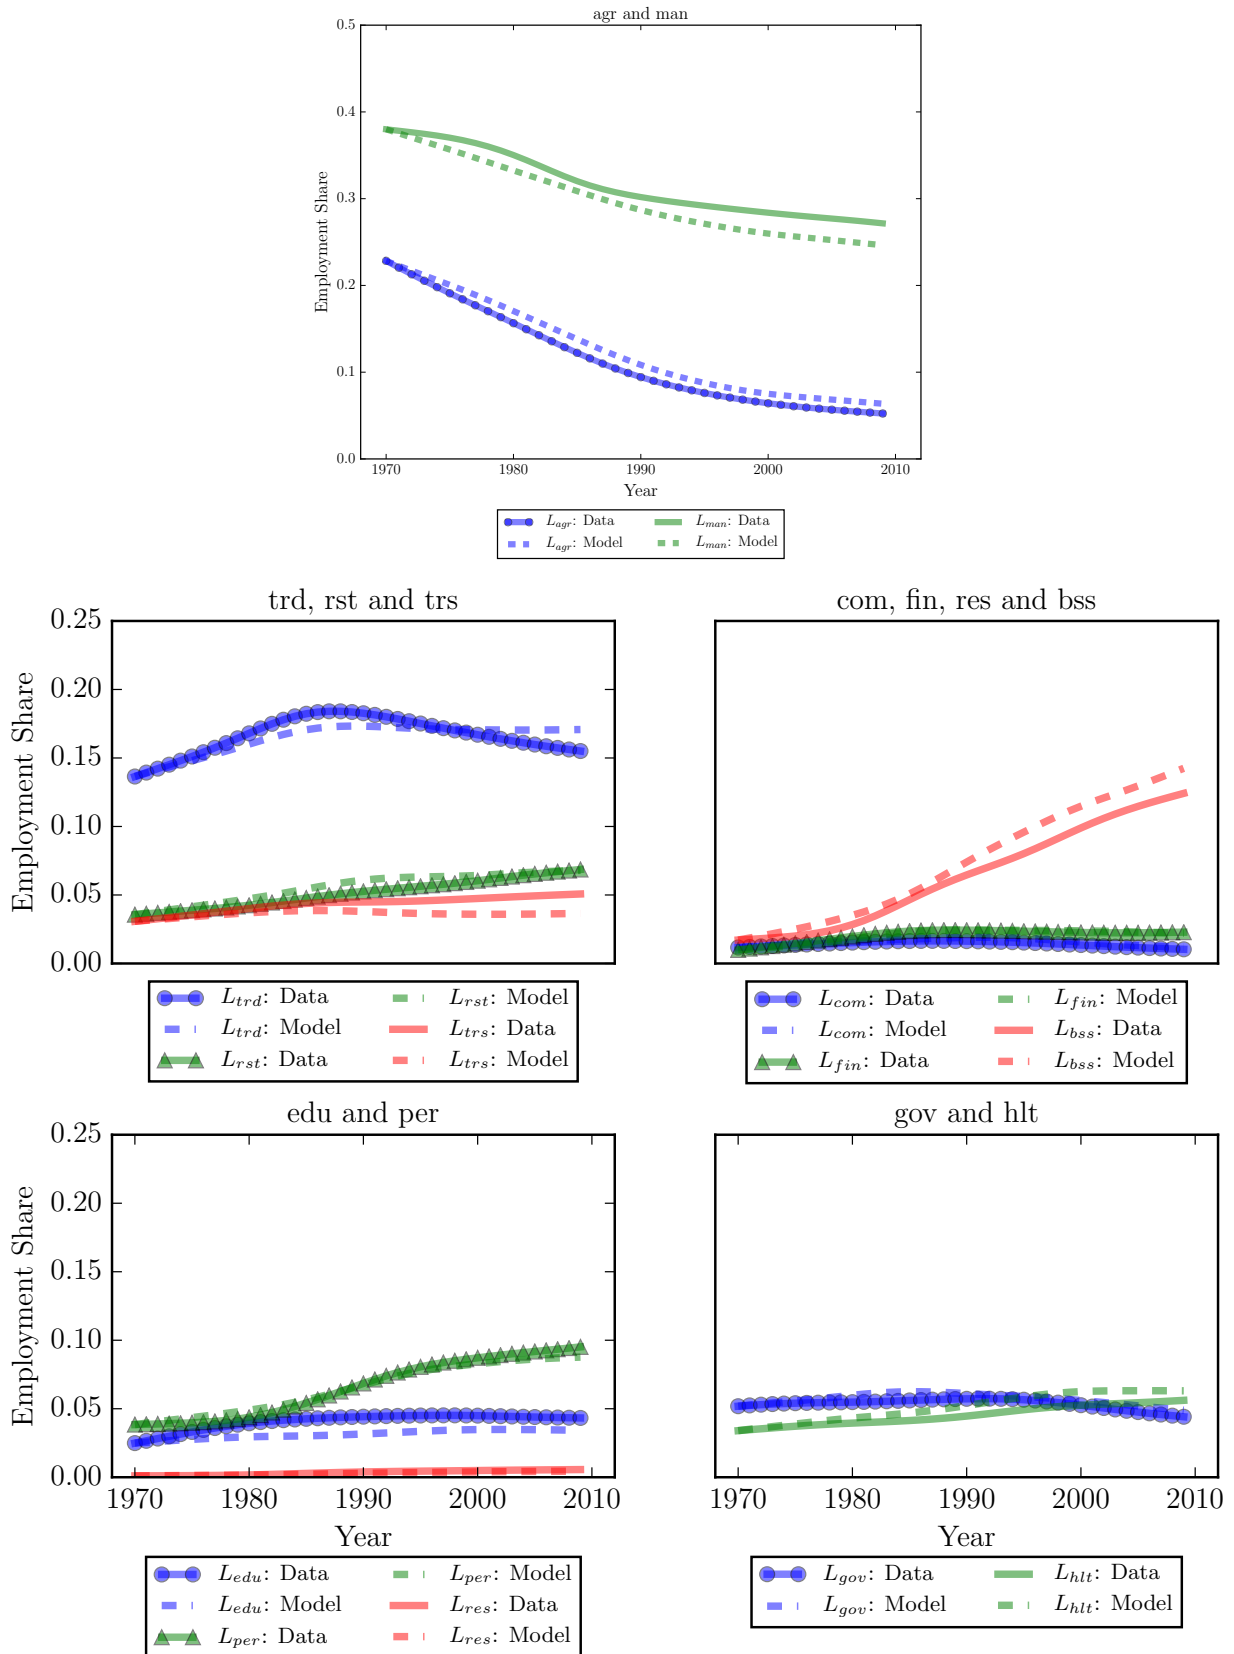 agr and man
0.5
0.4
0.3
0.2
0.1
0.0
Employment Share
1970 1980 1990 2000 2010
Year
L_agr: Data L_man: Data
L_agr: Model L_man: Model
trd, rst and trs
0.25
0.20
0.15
0.10
0.05
0.00
Employment Share
L_trd: Data L_rst: Model
L_trd: Model L_trs: Data
L_rst: Data L_trs: Model
com, fin, res and bss
L_com: Data L_fin: Model
L_com: Model L_bss: Data
L_fin: Data L_bss: Model
edu and per
0.25
0.20
0.15
0.10
0.05
0.00
Employment Share
1970 1980 1990 2000 2010
Year
L_edu: Data L_per: Model
L_edu: Model L_res: Data
L_per: Data L_res: Model
gov and hlt
1970 1980 1990 2000 2010
Year
L_gov: Data L_hlt: Data
L_gov: Model L_hlt: Model